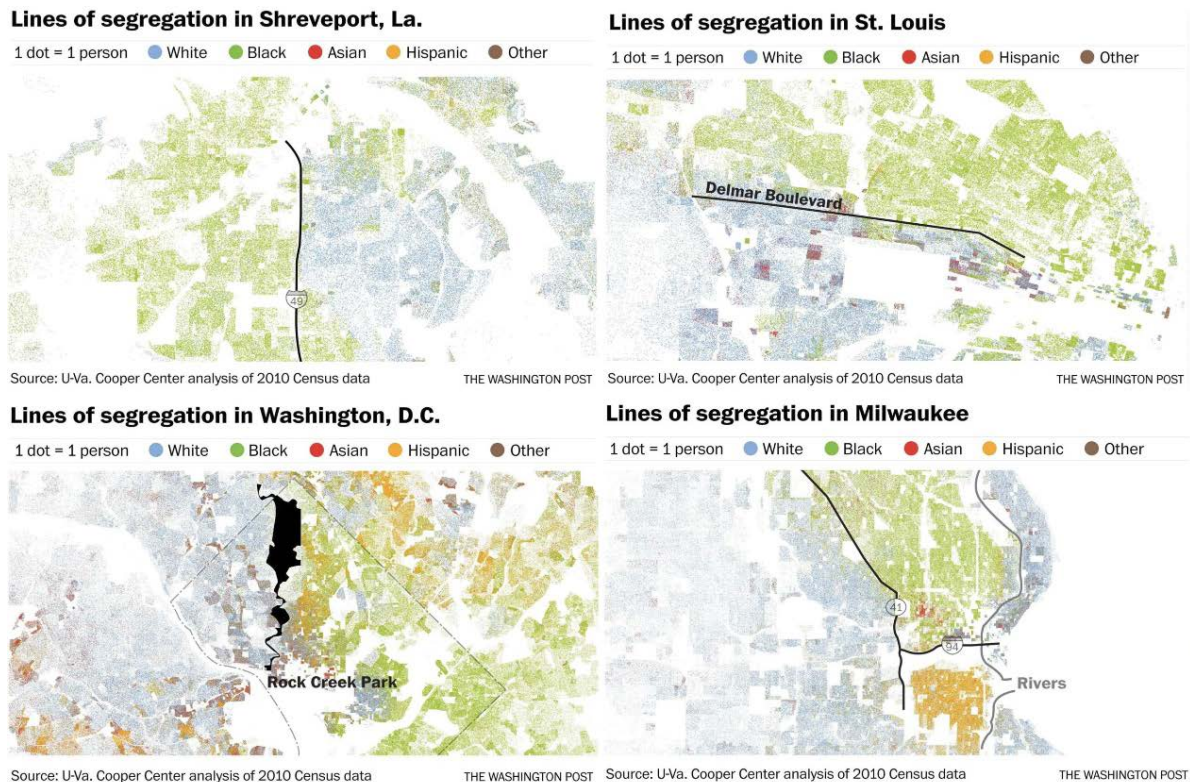 Lines of segregation in Shreveport, La.
1 dot = 1 person White Black Asian Hispanic Other
49
Source: U-Va. Cooper Center analysis of 2010 Census data THE WASHINGTON POST
Lines of segregation in St. Louis
1 dot = 1 person White Black Asian Hispanic Other
Delmar Boulevard
Source: U-Va. Cooper Center analysis of 2010 Census data THE WASHINGTON POST
Lines of segregation in Washington, D.C.
1 dot = 1 person White Black Asian Hispanic Other
Rock Creek Park
Source: U-Va. Cooper Center analysis of 2010 Census data THE WASHINGTON POST
Lines of segregation in Milwaukee
1 dot = 1 person White Black Asian Hispanic Other
41
94
Rivers
Source: U-Va. Cooper Center analysis of 2010 Census data THE WASHINGTON POST